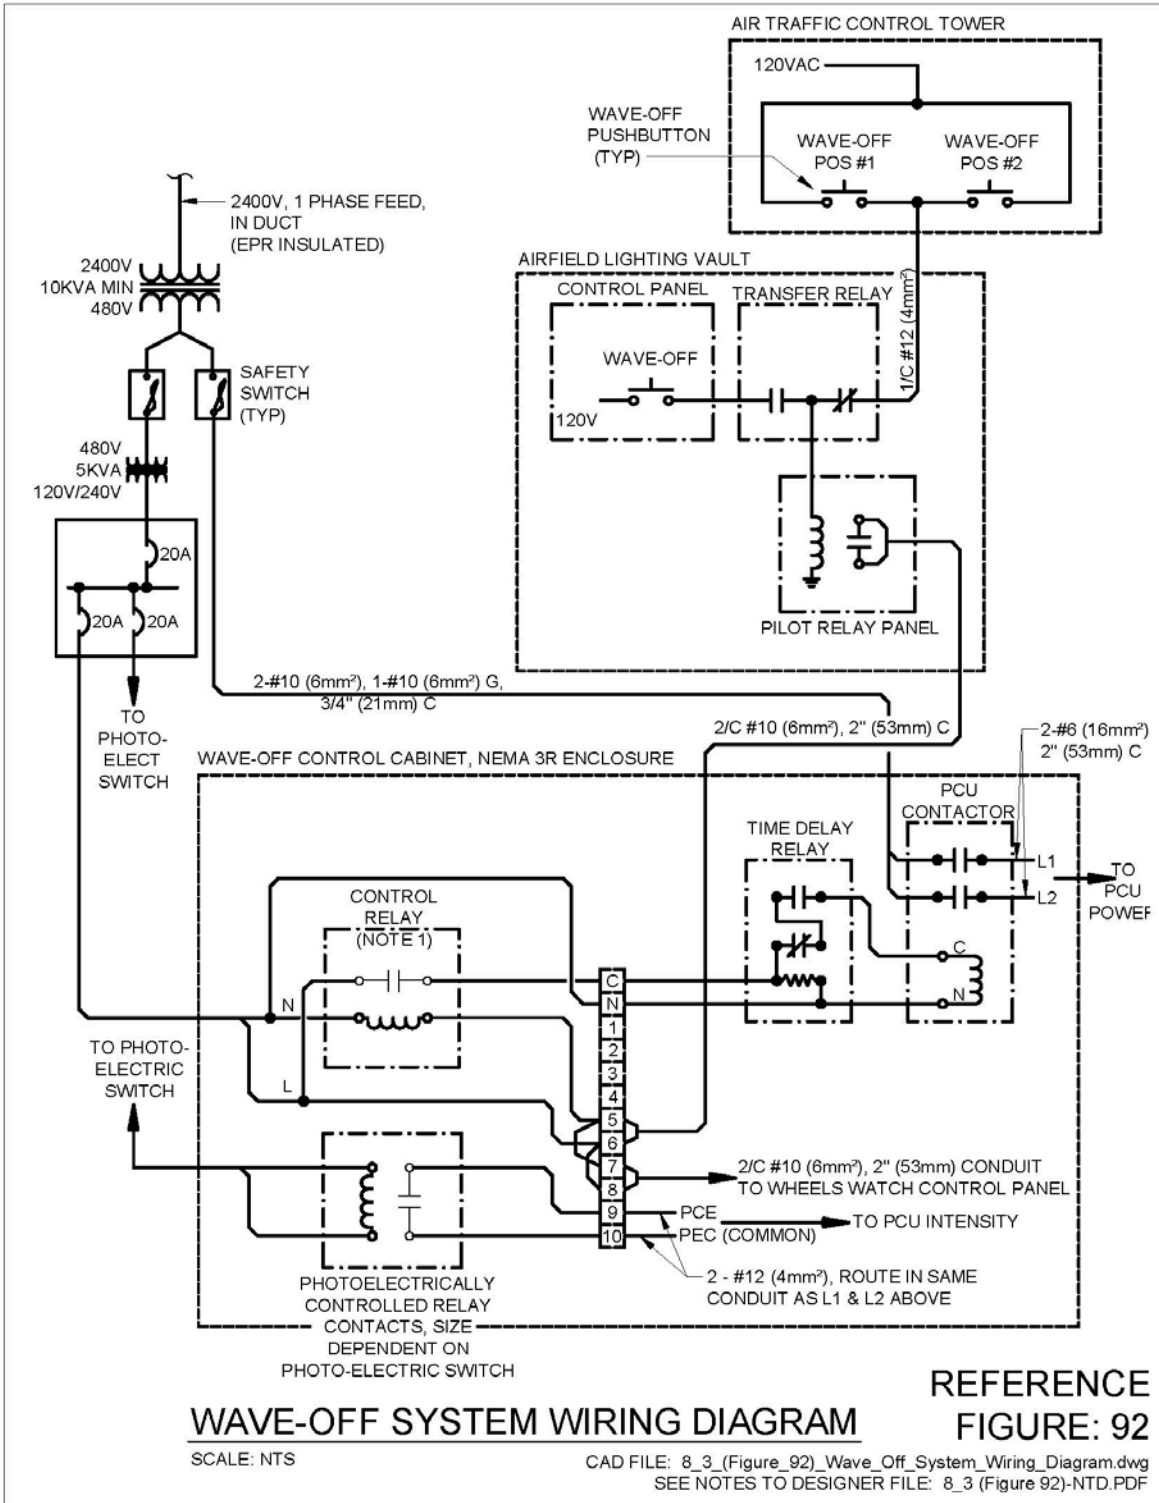 AIR TRAFFIC CONTROL TOWER
120VAC
WAVE-OFF
PUSHBUTTON
(TYP)
WAVE-OFF
POS #1
WAVE-OFF
POS #2
2400V, 1 PHASE FEED,
IN DUCT
(EPR INSULATED)
2400V
10KVA MIN
480V
AIRFIELD LIGHTING VAULT
CONTROL PANEL
TRANSFER RELAY
1/C #12 (4mm²)
WAVE-OFF
120V
SAFETY
SWITCH
(TYP)
480V
5KVA
120V/240V
20A
20A
20A
PILOT RELAY PANEL
2-#10 (6mm²), 1-#10 (6mm²) G,
3/4" (21mm) C
TO
PHOTO-
ELECT
SWITCH
2/C #10 (6mm²), 2" (53mm) C
2-#6 (16mm²)
2" (53mm) C
WAVE-OFF CONTROL CABINET, NEMA 3R ENCLOSURE
PCU
CONTACTOR
TIME DELAY
RELAY
L1
L2
TO
PCU
POWER
CONTROL
RELAY
(NOTE 1)
C
N
C
N
1
2
3
4
5
6
7
8
9
10
N
L
TO PHOTO-
ELECTRIC
SWITCH
2/C #10 (6mm²), 2" (53mm) CONDUIT
TO WHEELS WATCH CONTROL PANEL
PCE
PEC (COMMON)
TO PCU INTENSITY
2 - #12 (4mm²), ROUTE IN SAME
CONDUIT AS L1 & L2 ABOVE
PHOTOELECTRICALLY
CONTROLLED RELAY
CONTACTS, SIZE
DEPENDENT ON
PHOTO-ELECTRIC SWITCH
REFERENCE
FIGURE: 92
WAVE-OFF SYSTEM WIRING DIAGRAM
SCALE: NTS
CAD FILE: 8_3_(Figure_92)_Wave_Off_System_Wiring_Diagram.dwg
SEE NOTES TO DESIGNER FILE: 8_3 (Figure 92)-NTD.PDF